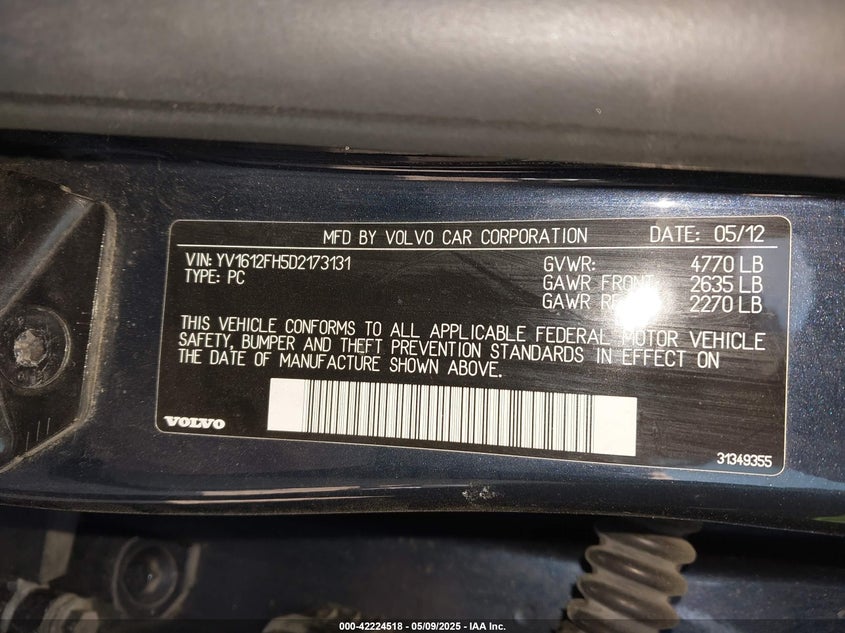 MFD BY VOLVO CAR CORPORATION DATE: 05/12
VIN: YV1612FH5D2173131 GVWR: 4770 LB
TYPE: PC GAWR FRONT 2635 LB
GAWR 2270 LB
THIS VEHICLE CONFORMS TO ALL APPLICABLE FEDERAL MOTOR VEHICLE
SAFETY, BUMPER AND THEFT PREVENTION STANDARDS IN EFFECT ON
THE DATE OF MANUFACTURE SHOWN ABOVE.
VOLVO
31349355
000-42224518 - 05/09/2025 - IAA Inc.